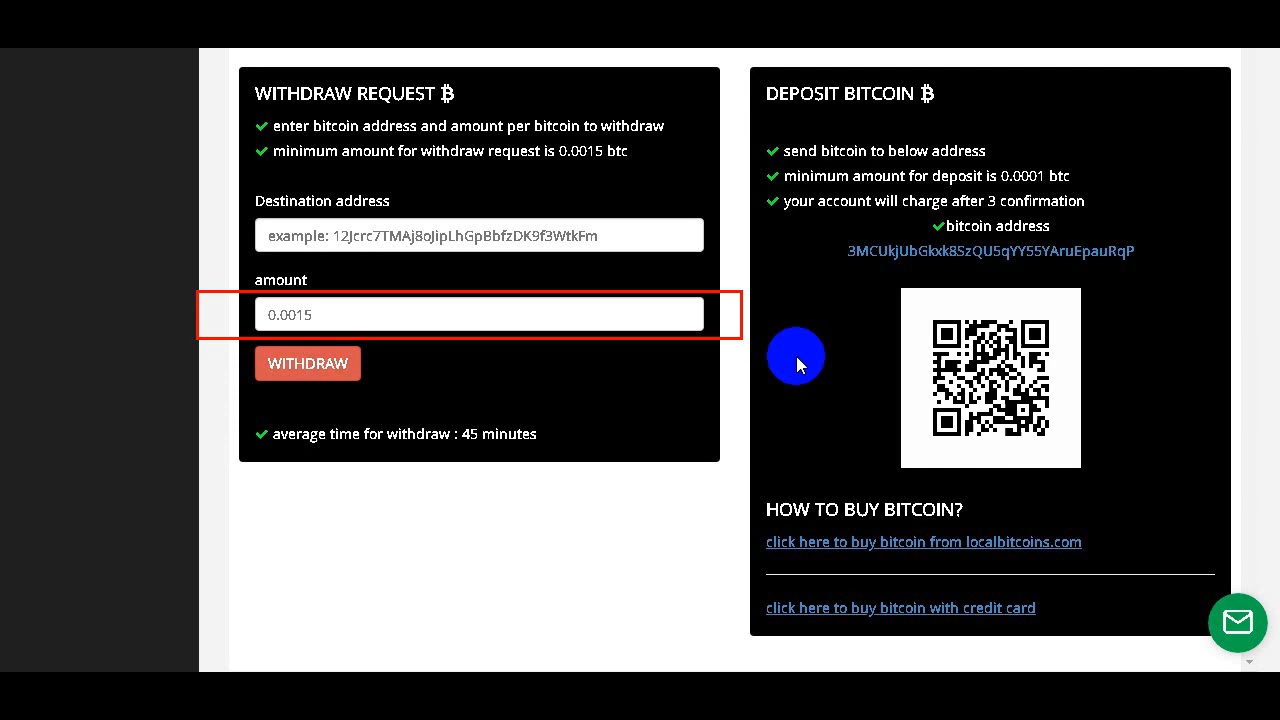 WITHDRAW REQUEST ₿
enter bitcoin address and amount per bitcoin to withdraw
minimum amount for withdraw request is 0.0015 btc
Destination address
example: 12Jcrc7TMAj8oJipLhGpBbfzDK9f3WtkFm
amount
0.0015
WITHDRAW
average time for withdraw : 45 minutes
DEPOSIT BITCOIN ₿
send bitcoin to below address
minimum amount for deposit is 0.0001 btc
your account will charge after 3 confirmation
bitcoin address
3MCUkjUbGkxk8SzQU5qYY55YAruEpauRqP
HOW TO BUY BITCOIN?
click here to buy bitcoin from localbitcoins.com
click here to buy bitcoin with credit card